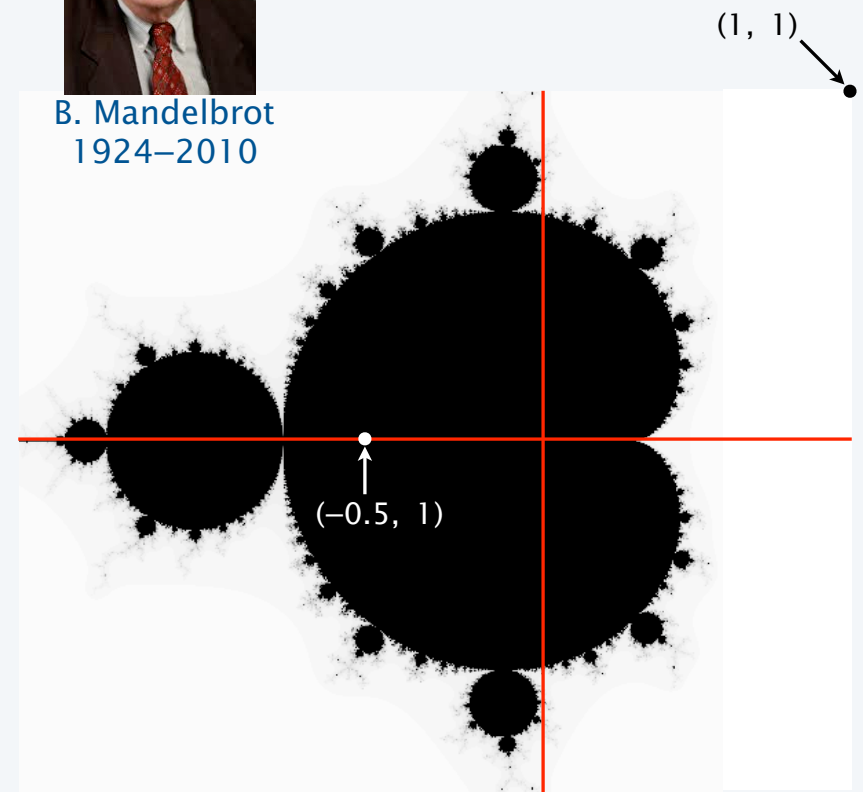 (1, 1)
B. Mandelbrot
1924–2010
(–0.5, 1)